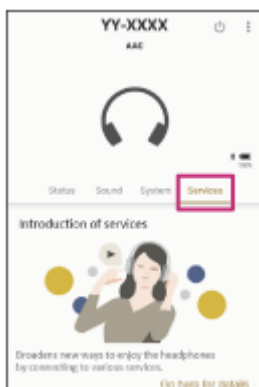 YY-XXXX
AAC
100%
Status Sound System Services
Introduction of services
Broadens new ways to enjoy the headphones
by connecting to various services.
Go here for details